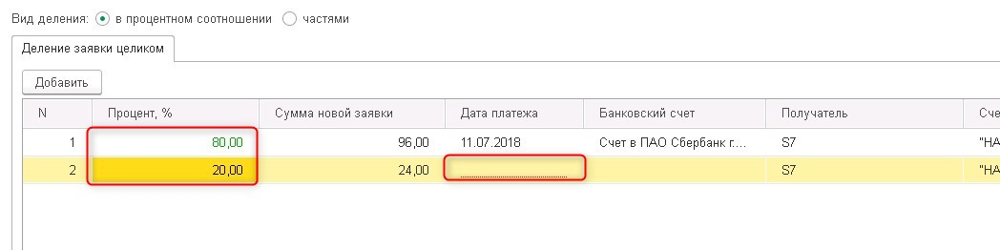 Вид деления: в процентном соотношении частями
Деление заявки целиком
Добавить
N Процент, % Сумма новой заявки Дата платежа Банковский счет Получатель Сче
1 80,00 96,00 11.07.2018 Счет в ПАО Сбербанк г.... S7 "НА
2 20,00 24,00 S7 "НА